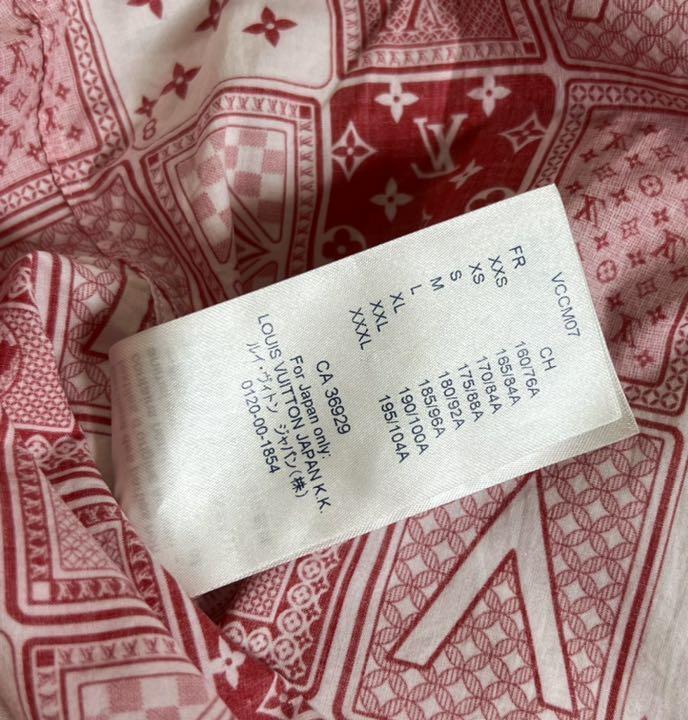 VCCM07
FR CH
XXS 160/76A
XS 165/84A
S 170/84A
M 175/88A
L 180/92A
XL 185/96A
XXL 190/100A
XXXL 195/104A
CA 36929
For Japan only:
LOUIS VUITTON JAPAN K.K.
ルイ・ヴィトン ジャパン(株)
0120-00-1854
LV